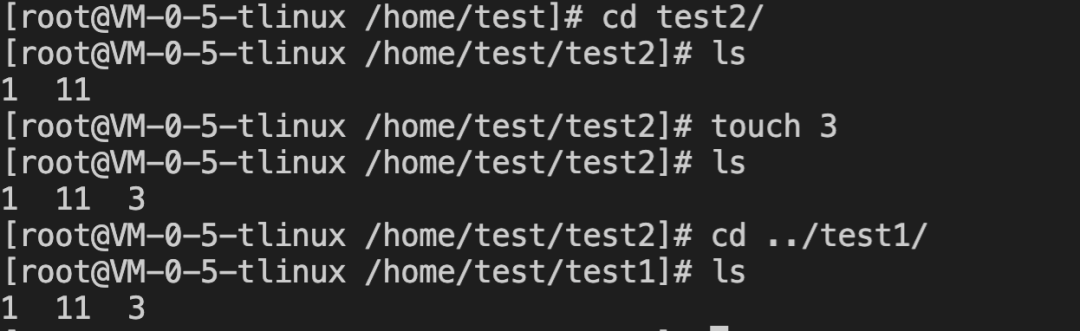 [root@VM-0-5-tlinux /home/test]# cd test2/
[root@VM-0-5-tlinux /home/test/test2]# ls
1  11
[root@VM-0-5-tlinux /home/test/test2]# touch 3
[root@VM-0-5-tlinux /home/test/test2]# ls
1  11  3
[root@VM-0-5-tlinux /home/test/test2]# cd ../test1/
[root@VM-0-5-tlinux /home/test/test1]# ls
1  11  3